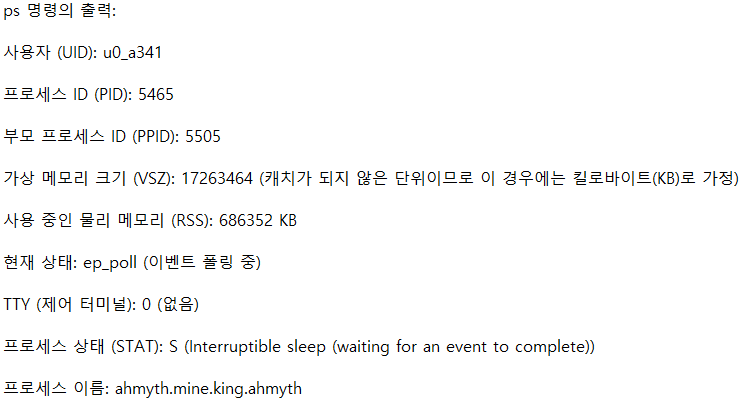 ps 명령의 출력:
사용자 (UID): u0_a341
프로세스 ID (PID): 5465
부모 프로세스 ID (PPID): 5505
가상 메모리 크기 (VSZ): 17263464 (캐치가 되지 않은 단위이므로 이 경우에는 킬로바이트(KB)로 가정)
사용 중인 물리 메모리 (RSS): 686352 KB
현재 상태: ep_poll (이벤트 폴링 중)
TTY (제어 터미널): 0 (없음)
프로세스 상태 (STAT): S (Interruptible sleep (waiting for an event to complete))
프로세스 이름: ahmyth.mine.king.ahmyth